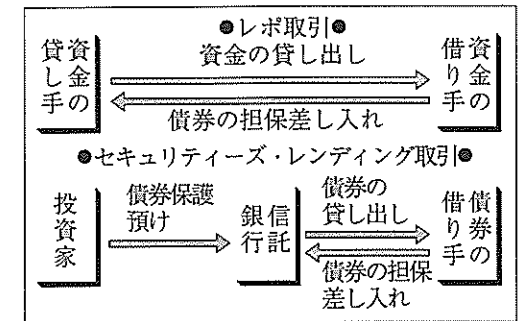 ●レポ取引●
資金の貸し手
資金の貸し出し
債券の担保差し入れ
資金の借り手
●セキュリティーズ・レンディング取引●
投資家
債券保護
預け
信託銀行
債券の
貸し出し
債券の担保
差し入れ
債券の借り手